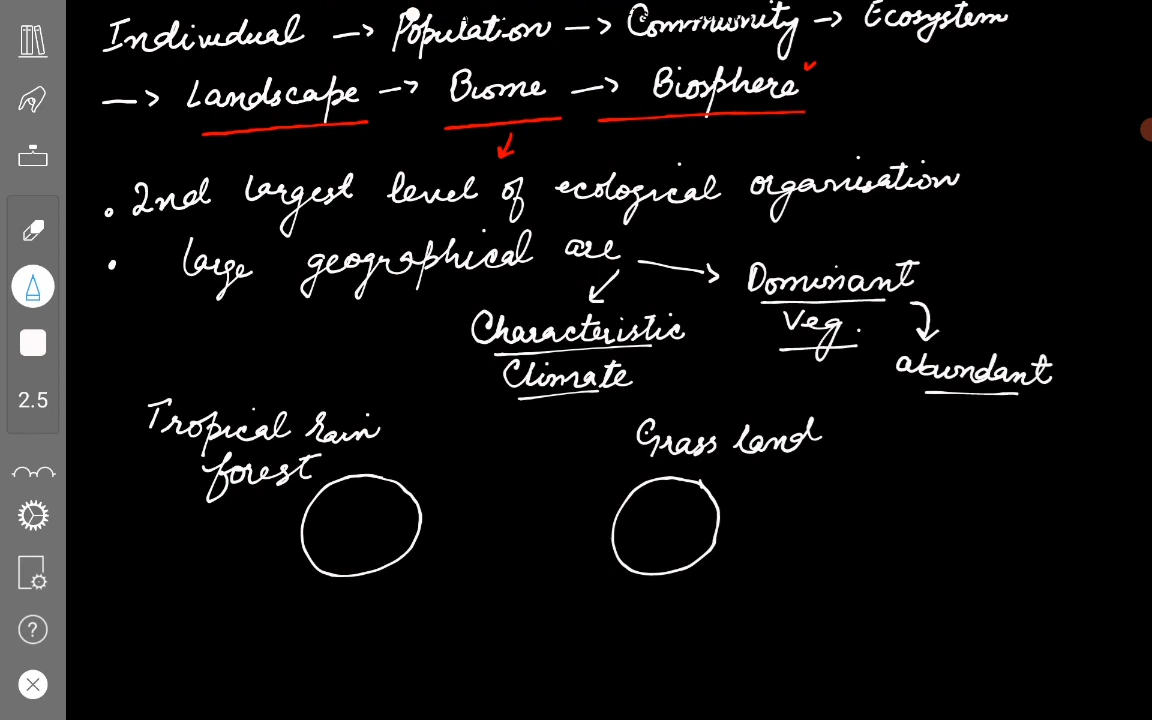 Individual -> Population -> Community -> Ecosystem
-> Landscape -> Biome -> Biosphere
. 2nd largest level of ecological organisation
. large geographical are -> Dominant
Characteristic Veg.
Climate abundant
Tropical rain Grass land
forest
2.5